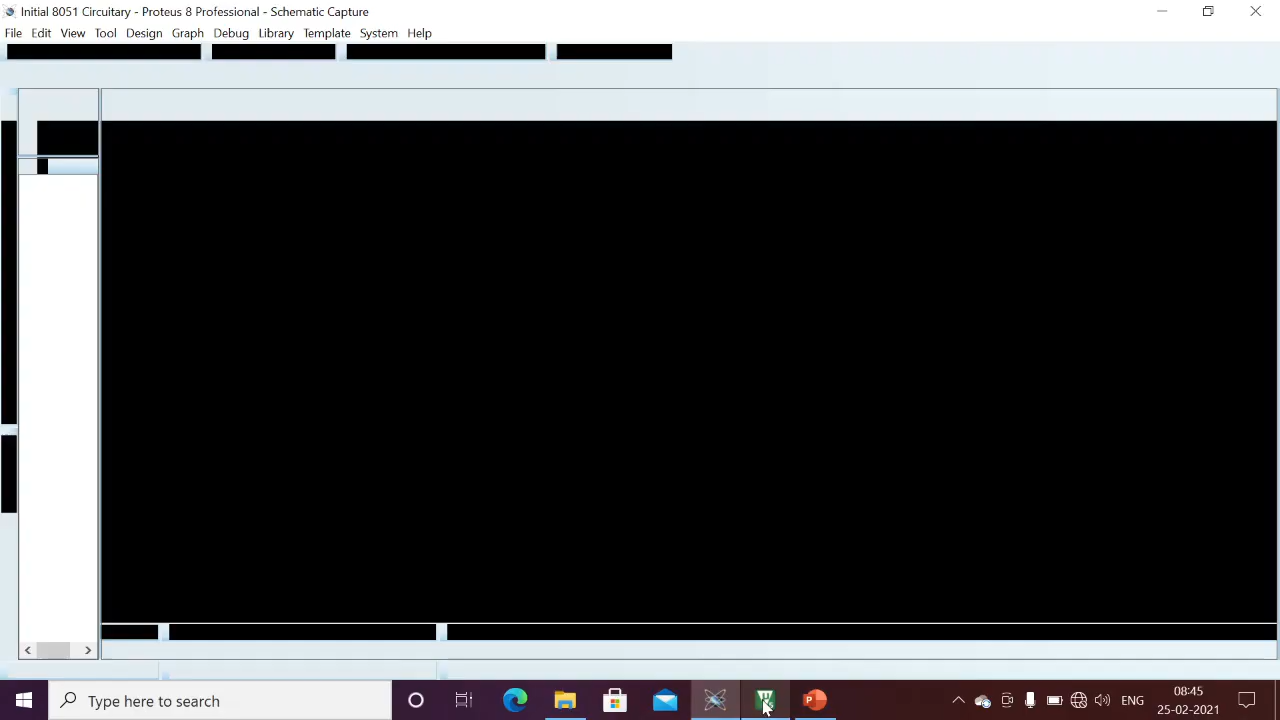 Initial 8051 Circuitary - Proteus 8 Professional - Schematic Capture
File Edit View Tool Design Graph Debug Library Template System Help
Type here to search
ENG
08:45
25-02-2021